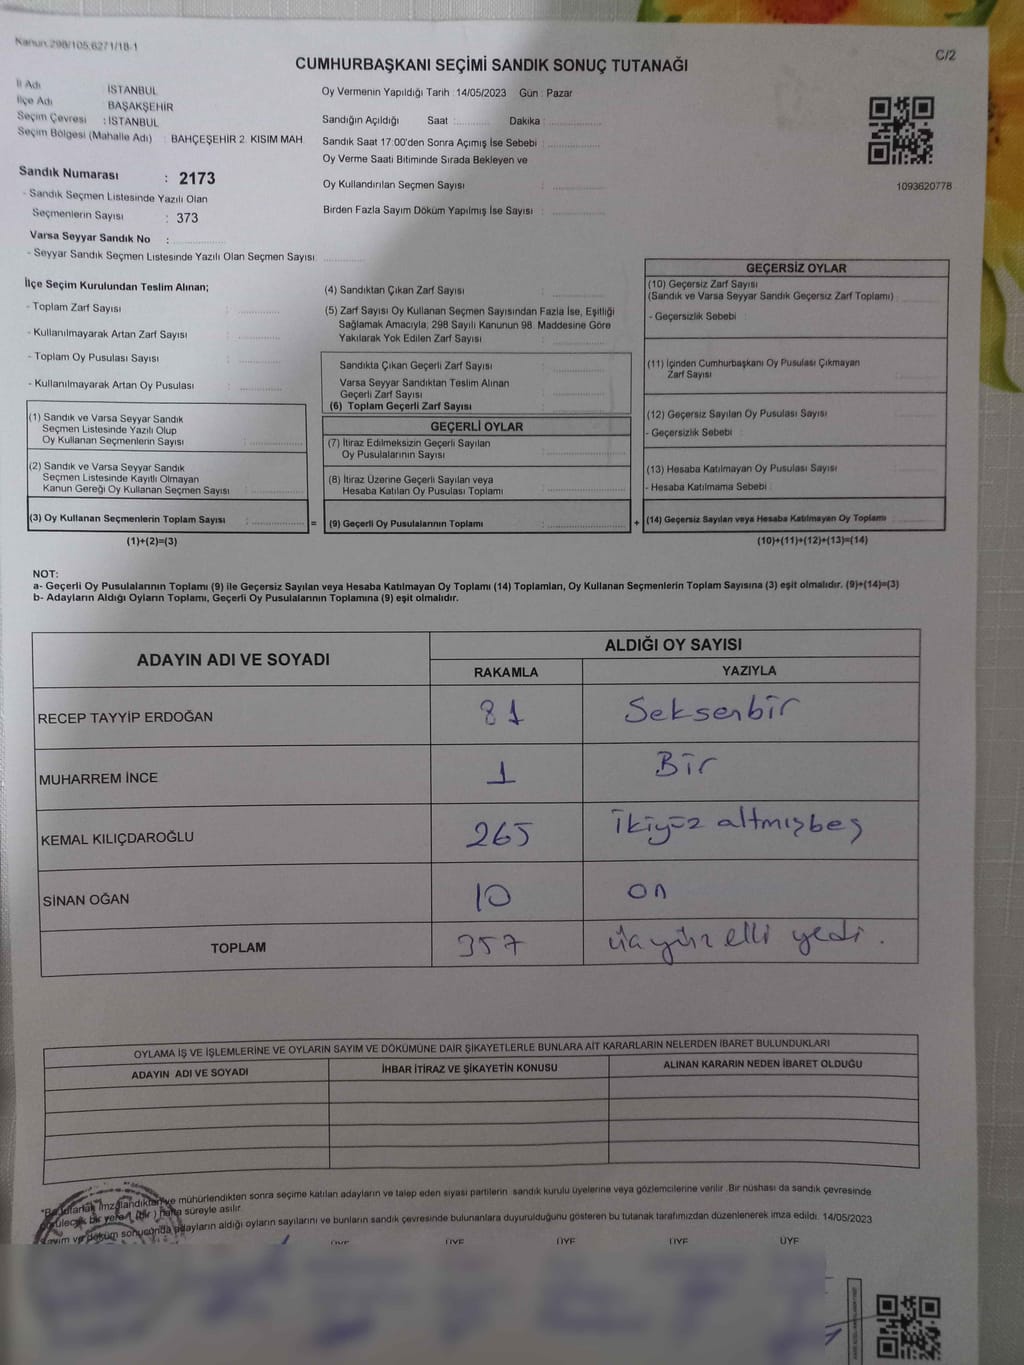 Kanun.298/105,6271/18-1
C/2
CUMHURBAŞKANI SEÇİMİ SANDIK SONUÇ TUTANAĞI
İl Adı : İSTANBUL
İlçe Adı : BAŞAKŞEHİR
Seçim Çevresi : İSTANBUL
Seçim Bölgesi (Mahalle Adı) : BAHÇEŞEHİR 2. KISIM MAH.
Oy Vermenin Yapıldığı Tarih :14/05/2023 Gün : Pazar
Sandığın Açıldığı Saat : Dakika :
Sandık Saat 17:00'den Sonra Açımış İse Sebebi :
Oy Verme Saati Bitiminde Sırada Bekleyen ve
Oy Kullandırılan Seçmen Sayısı :
Birden Fazla Sayım Döküm Yapılmış İse Sayısı :
1093620778
Sandık Numarası : 2173
- Sandık Seçmen Listesinde Yazılı Olan
Seçmenlerin Sayısı : 373
Varsa Seyyar Sandık No :
- Seyyar Sandık Seçmen Listesinde Yazılı Olan Seçmen Sayısı:
İlçe Seçim Kurulundan Teslim Alınan;
- Toplam Zarf Sayısı :
- Kullanılmayarak Artan Zarf Sayısı :
- Toplam Oy Pusulası Sayısı :
- Kullanılmayarak Artan Oy Pusulası :
(1) Sandık ve Varsa Seyyar Sandık
Seçmen Listesinde Yazılı Olup
Oy Kullanan Seçmenlerin Sayısı :
(2) Sandık ve Varsa Seyyar Sandık
Seçmen Listesinde Kayıtlı Olmayan
Kanun Gereği Oy Kullanan Seçmen Sayısı :
(3) Oy Kullanan Seçmenlerin Toplam Sayısı :
(1)+(2)=(3)
(4) Sandıktan Çıkan Zarf Sayısı :
(5) Zarf Sayısı Oy Kullanan Seçmen Sayısından Fazla İse, Eşitliği
Sağlamak Amacıyla; 298 Sayılı Kanunun 98. Maddesine Göre
Yakılarak Yok Edilen Zarf Sayısı :
Sandıkta Çıkan Geçerli Zarf Sayısı :
Varsa Seyyar Sandıktan Teslim Alınan
Geçerli Zarf Sayısı :
(6) Toplam Geçerli Zarf Sayısı :
GEÇERLİ OYLAR
(7) İtiraz Edilmeksizin Geçerli Sayılan
Oy Pusulalarının Sayısı :
(8) İtiraz Üzerine Geçerli Sayılan veya
Hesaba Katılan Oy Pusulası Toplamı :
= (9) Geçerli Oy Pusulalarının Toplamı : +
GEÇERSİZ OYLAR
(10) Geçersiz Zarf Sayısı
(Sandık ve Varsa Seyyar Sandık Geçersiz Zarf Toplamı) :
- Geçersizlik Sebebi :
(11) İçinden Cumhurbaşkanı Oy Pusulası Çıkmayan
Zarf Sayısı :
(12) Geçersiz Sayılan Oy Pusulası Sayısı :
- Geçersizlik Sebebi :
(13) Hesaba Katılmayan Oy Pusulası Sayısı :
- Hesaba Katılmama Sebebi :
(14) Geçersiz Sayılan veya Hesaba Katılmayan Oy Toplamı :
(10)+(11)+(12)+(13)=(14)
NOT:
a- Geçerli Oy Pusulalarının Toplamı (9) ile Geçersiz Sayılan veya Hesaba Katılmayan Oy Toplamı (14) Toplamları, Oy Kullanan Seçmenlerin Toplam Sayısına (3) eşit olmalıdır. (9)+(14)=(3)
b- Adayların Aldığı Oyların Toplamı, Geçerli Oy Pusulalarının Toplamına (9) eşit olmalıdır.
ADAYIN ADI VE SOYADI
ALDIĞI OY SAYISI
RAKAMLA YAZIYLA
RECEP TAYYİP ERDOĞAN 81 Seksenbir
MUHARREM İNCE 1 Bir
KEMAL KILIÇDAROĞLU 265 İkiyüz altmışbeş
SİNAN OĞAN 10 on
TOPLAM 357 üçyüz elli yedi.
OYLAMA İŞ VE İŞLEMLERİNE VE OYLARIN SAYIM VE DÖKÜMÜNE DAİR ŞİKAYETLERLE BUNLARA AİT KARARLARIN NELERDEN İBARET BULUNDUKLARI
ADAYIN ADI VE SOYADI İHBAR İTİRAZ VE ŞİKAYETİN KONUSU ALINAN KARARIN NEDEN İBARET OLDUĞU
imzalandıktan ve mühürlendikten sonra seçime katılan adayların ve talep eden siyasi partilerin sandık kurulu üyelerine veya gözlemcilerine verilir. Bir nüshası da sandık çevresinde
bir yere 1 (bir) hafta süreyle asılır.
Sayım ve döküm sonucunda adayların aldığı oyların sayılarını ve bunların sandık çevresinde bulunanlara duyurulduğunu gösteren bu tutanak tarafımızdan düzenlenerek imza edildi. 14/05/2023
ÜYE ÜYE ÜYE ÜYE ÜYE